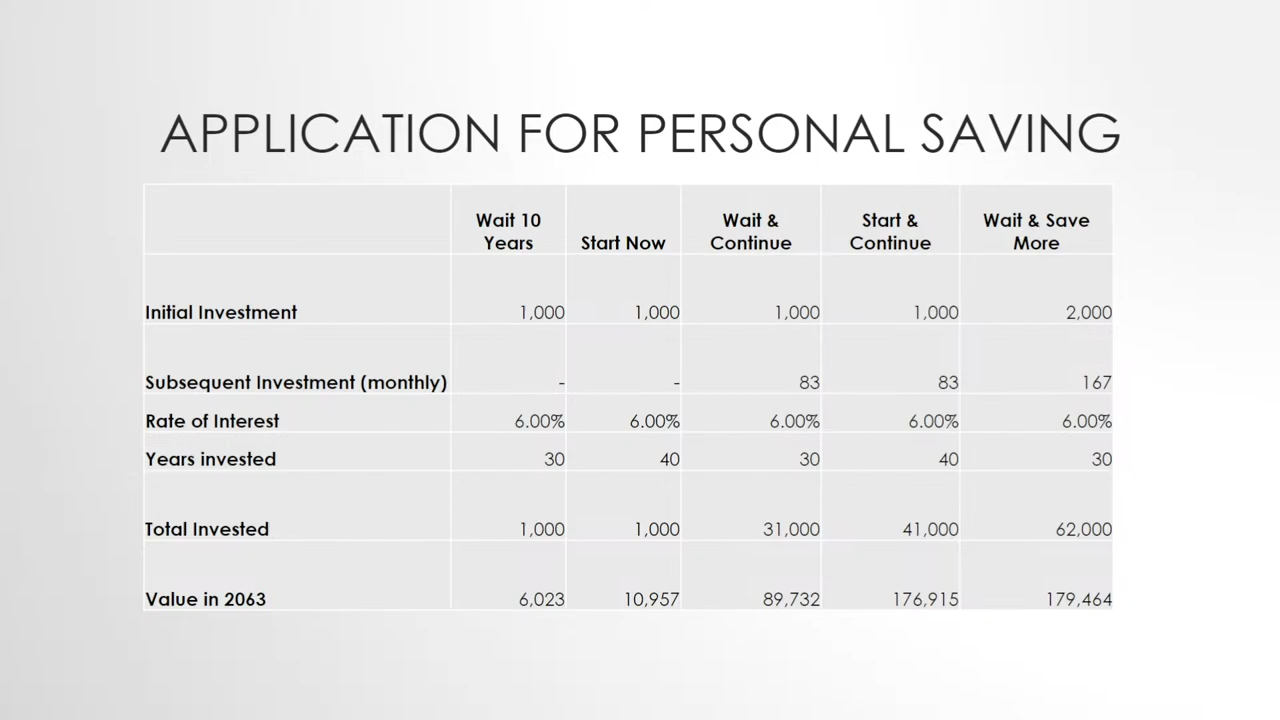 APPLICATION FOR PERSONAL SAVING
Wait 10 Years Start Now Wait & Continue Start & Continue Wait & Save More
Initial Investment 1,000 1,000 1,000 1,000 2,000
Subsequent Investment (monthly) - - 83 83 167
Rate of Interest 6.00% 6.00% 6.00% 6.00% 6.00%
Years invested 30 40 30 40 30
Total Invested 1,000 1,000 31,000 41,000 62,000
Value in 2063 6,023 10,957 89,732 176,915 179,464